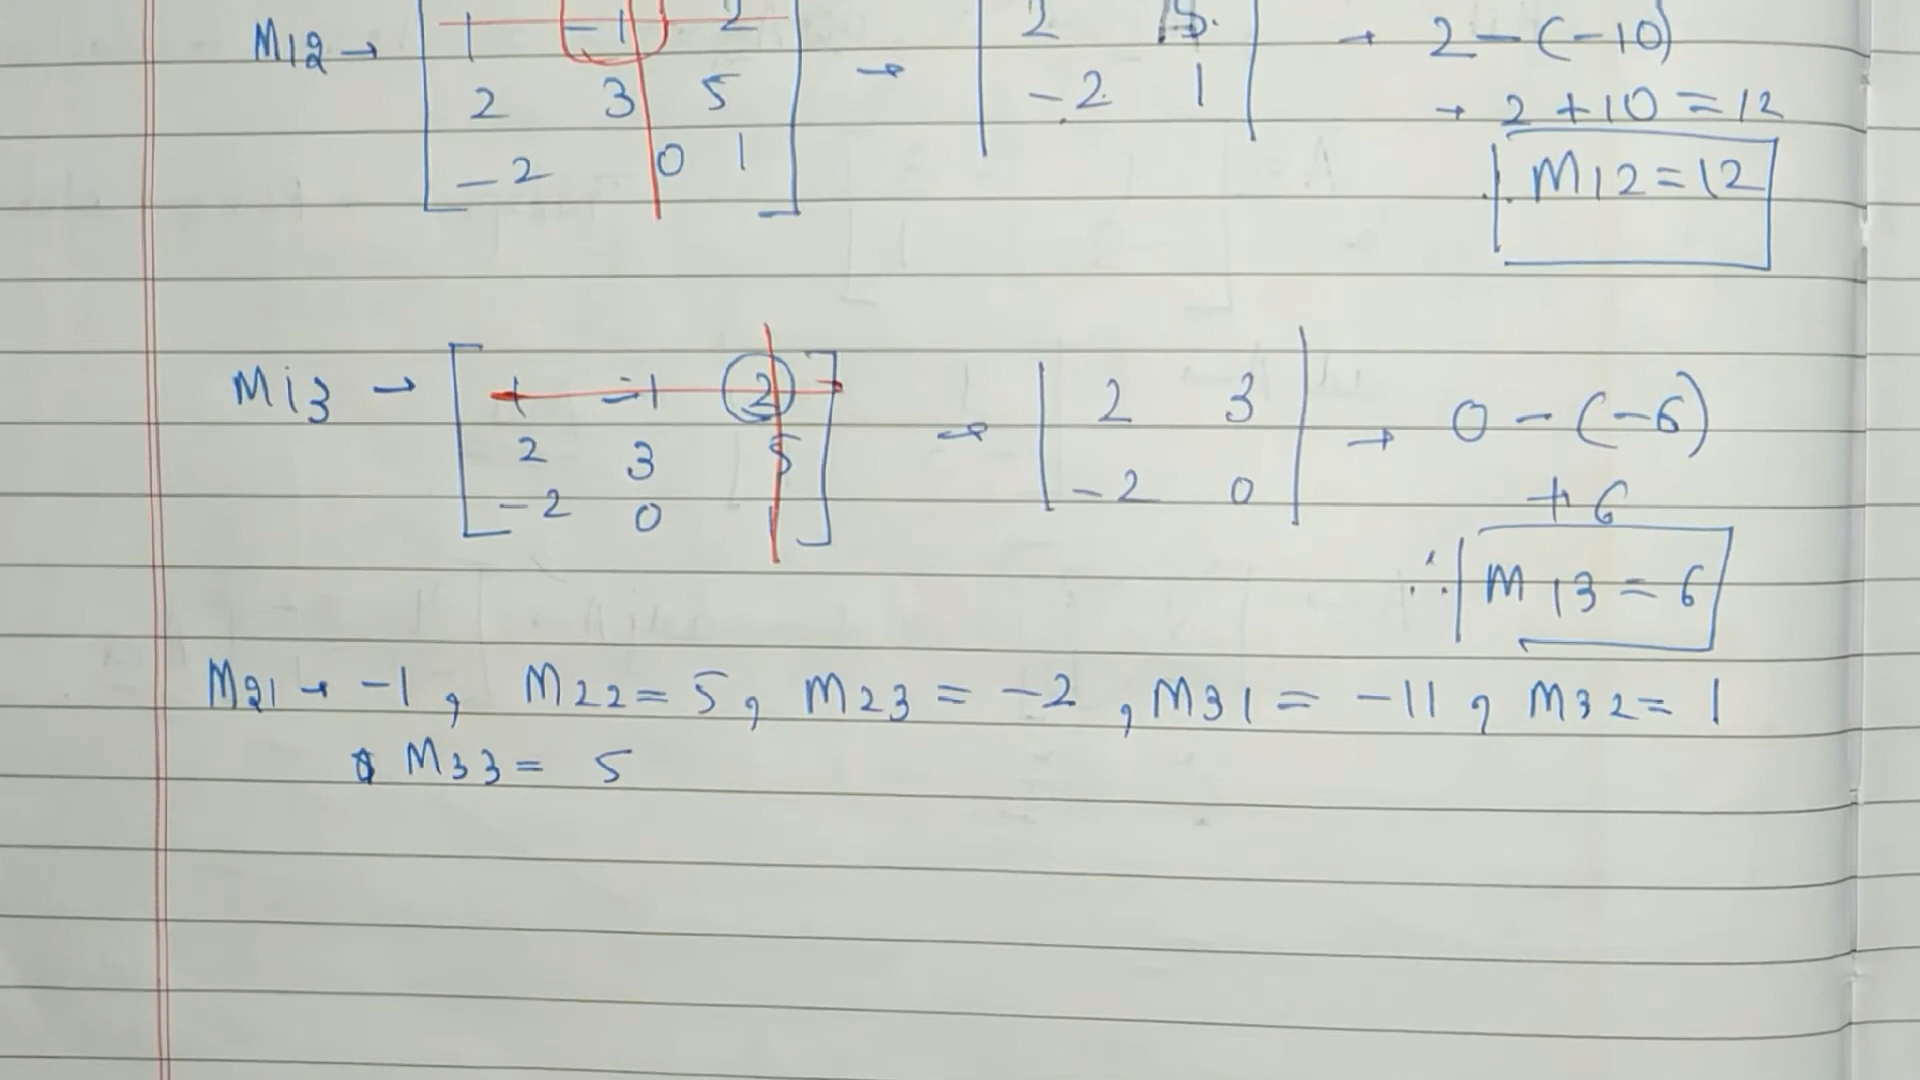 M12 → [ 1 -1 2 → | 2 5 → 2 - (-10)
2 3 5 -2 1 → 2 + 10 = 12
-2 0 1 ] M12 = 12
M13 → [ 1 -1 2 → | 2 3 | → 0 - (-6)
2 3 5 -2 0 + 6
-2 0 1 ] ∴ M13 = 6
M21 → -1 , M22 = 5 , M23 = -2 , M31 = -11 , M32 = 1
M33 = 5